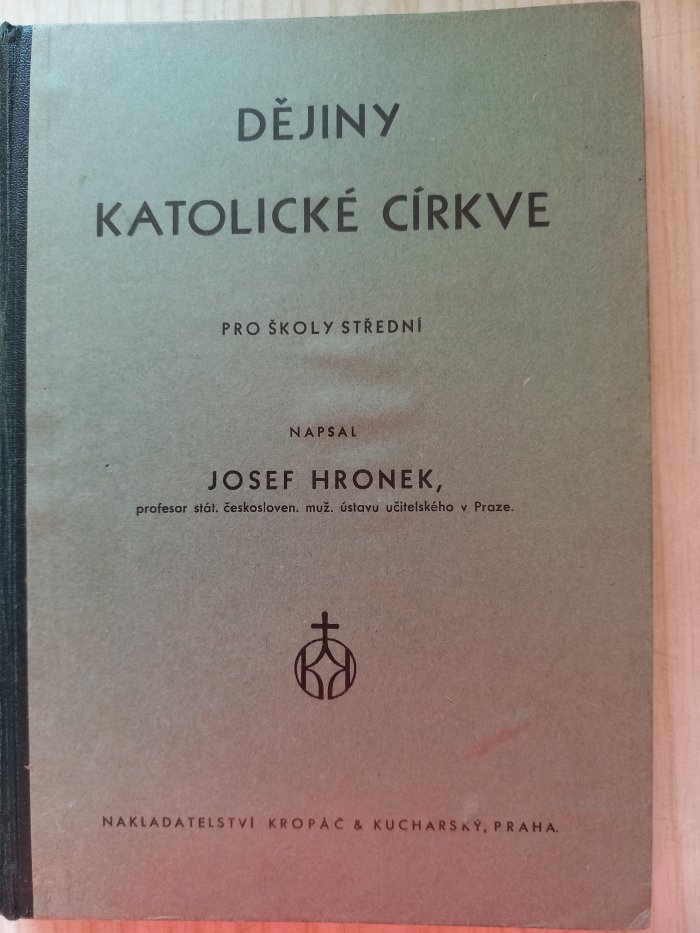 DĚJINY
KATOLICKÉ CÍRKVE
PRO ŠKOLY STŘEDNÍ
NAPSAL
JOSEF HRONEK,
profesor stát. českosloven. muž. ústavu učitelského v Praze.
KK
NAKLADATELSTVÍ KROPÁČ & KUCHARSKÝ, PRAHA.